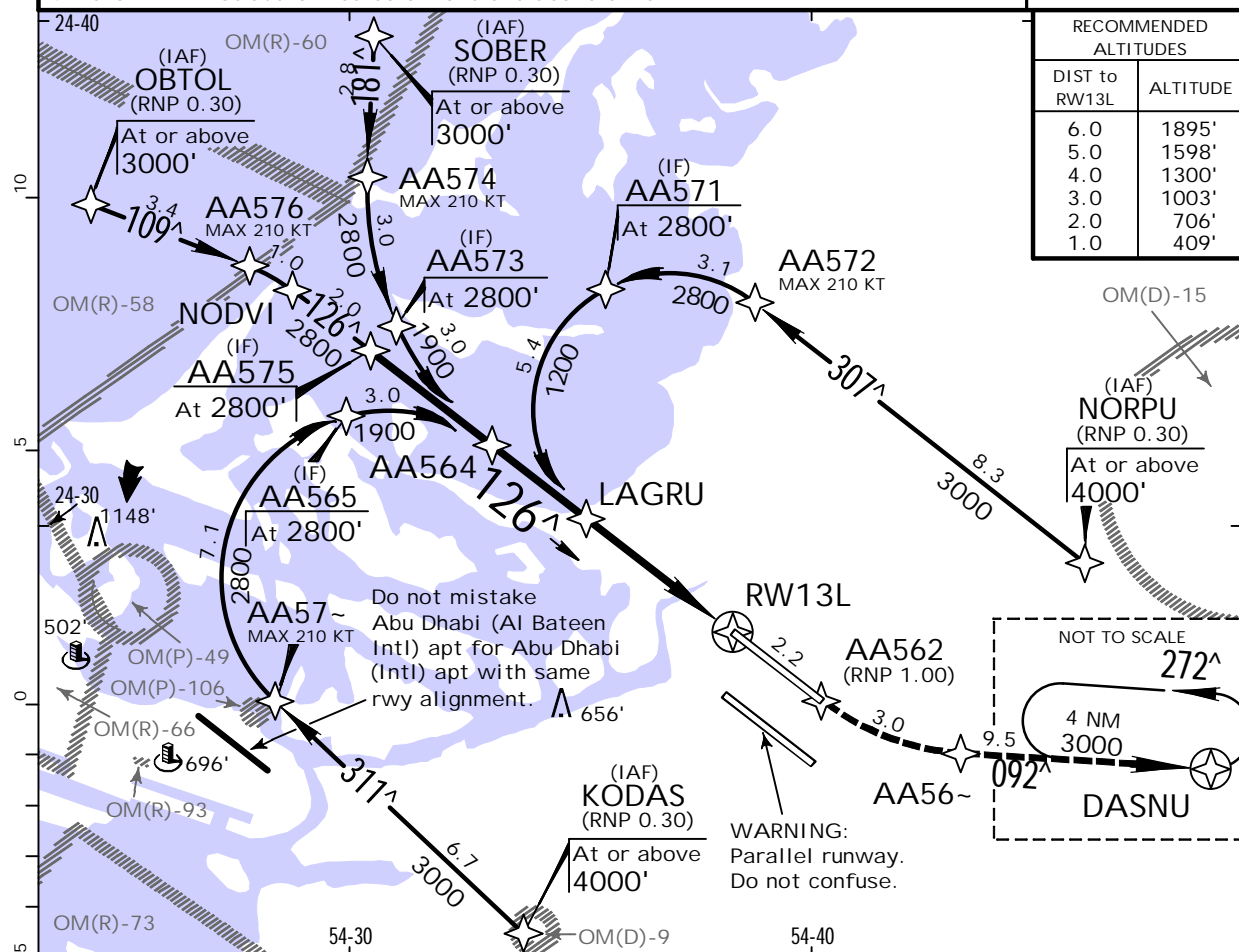 24-40
OM(R)-60
(IAF)
SOBER
(RNP 0.30)
At or above
3000'
2.8
181^
(IAF)
OBTOL
(RNP 0.30)
At or above
3000'
RECOMMENDED
ALTITUDES
DIST to
RW13L
ALTITUDE
6.0 1895'
5.0 1598'
4.0 1300'
3.0 1003'
2.0 706'
1.0 409'
10
3.4
109^
AA576
MAX 210 KT
AA574
MAX 210 KT
3.0
2800
(IF)
AA571
At 2800'
(IF)
AA573
At 2800'
3.1
2800
AA572
MAX 210 KT
OM(D)-15
OM(R)-58
1.0
NODVI
2.0
126^
2800
3.0
1900
(IF)
AA575
At 2800'
5.4
1200
307^
(IAF)
NORPU
(RNP 0.30)
At or above
4000'
8.3
3000
5
3.0
1900
AA564
(IF)
AA565
At 2800'
126^
LAGRU
24-30
1148'
7.1
2800
AA57~
MAX 210 KT
Do not mistake
Abu Dhabi (Al Bateen
Intl) apt for Abu Dhabi
(Intl) apt with same
rwy alignment.
RW13L
502'
OM(P)-49
OM(P)-106
OM(R)-66
656'
2.2
AA562
(RNP 1.00)
NOT TO SCALE
272^
4 NM
3000
0
3.0
9.5
092^
AA56~
DASNU
696'
OM(R)-93
311^
6.7
3000
(IAF)
KODAS
(RNP 0.30)
At or above
4000'
WARNING:
Parallel runway.
Do not confuse.
OM(R)-73
54-30
OM(D)-9
54-40
5